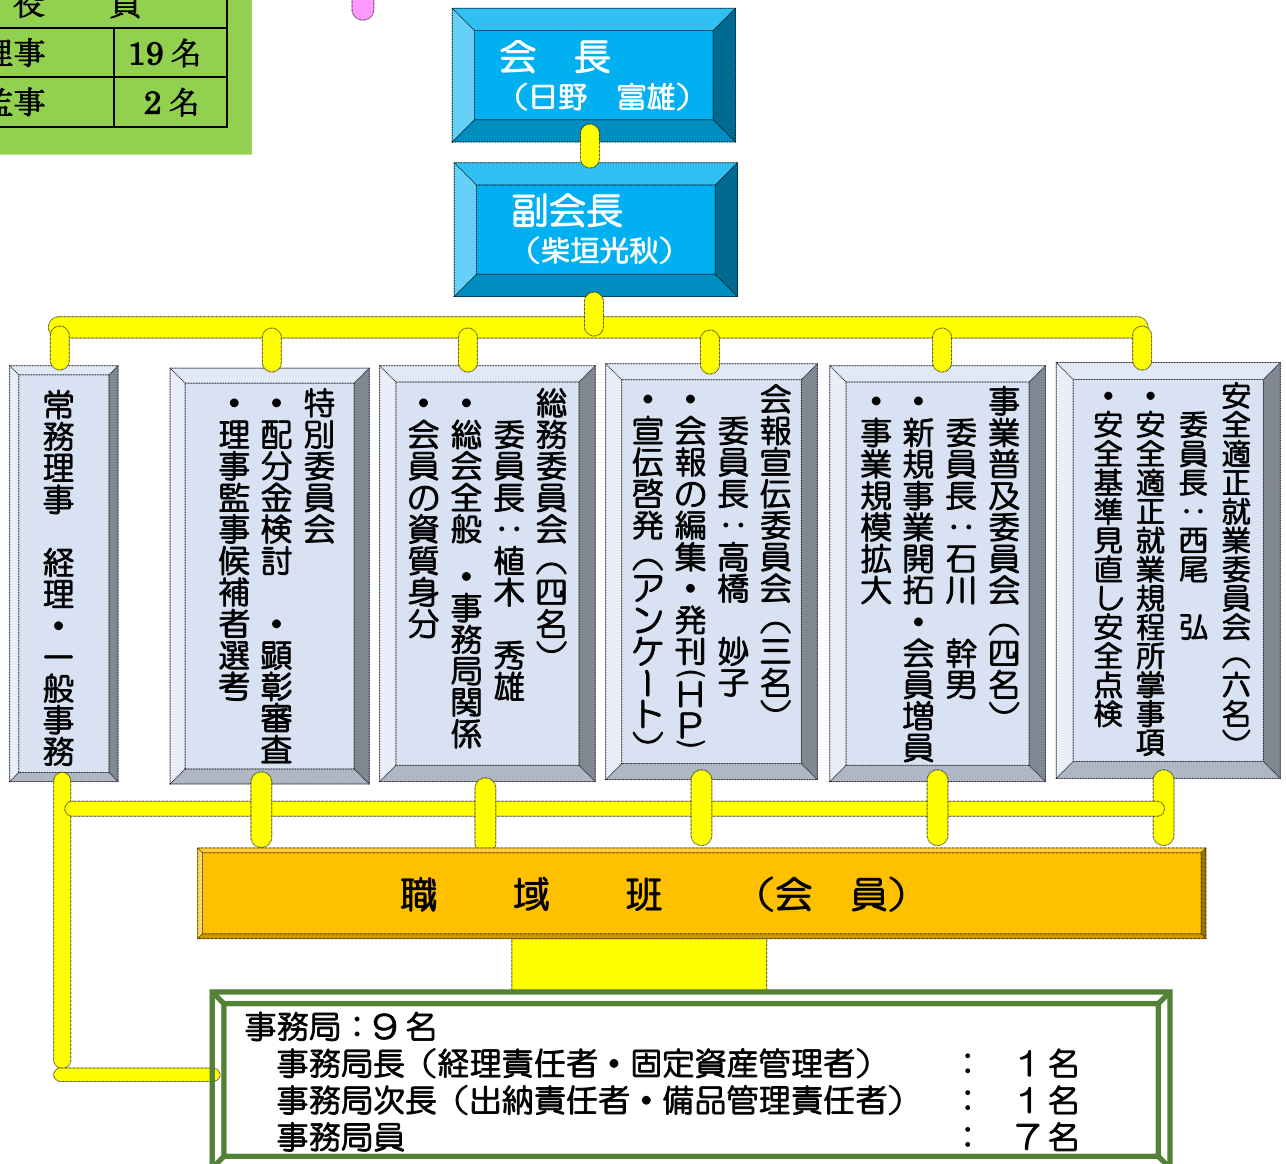 役　員
理事 19名
監事 2名
会　長
（日野　富雄）
副会長
（柴垣光秋）
常務理事　経理・一般事務
特別委員会
・配分金検討　・顕彰審査
・理事監事候補者選考
総務委員会（四名）
委員長：植木　秀雄
・総会全般　・事務局関係
・会員の資質身分
会報宣伝委員会（三名）
委員長：高橋　妙子
・会報の編集・発刊(ＨＰ)
・宣伝啓発（アンケート）
事業普及委員会（四名）
委員長：石川　幹男
・新規事業開拓・会員増員
・事業規模拡大
安全適正就業委員会（六名）
委員長：西尾　弘
・安全適正就業規程所掌事項
・安全基準見直し安全点検
職　域　班　（会　員）
事務局：９名
事務局長（経理責任者・固定資産管理者）　：　１名
事務局次長（出納責任者・備品管理責任者）　：　１名
事務局員　：　７名